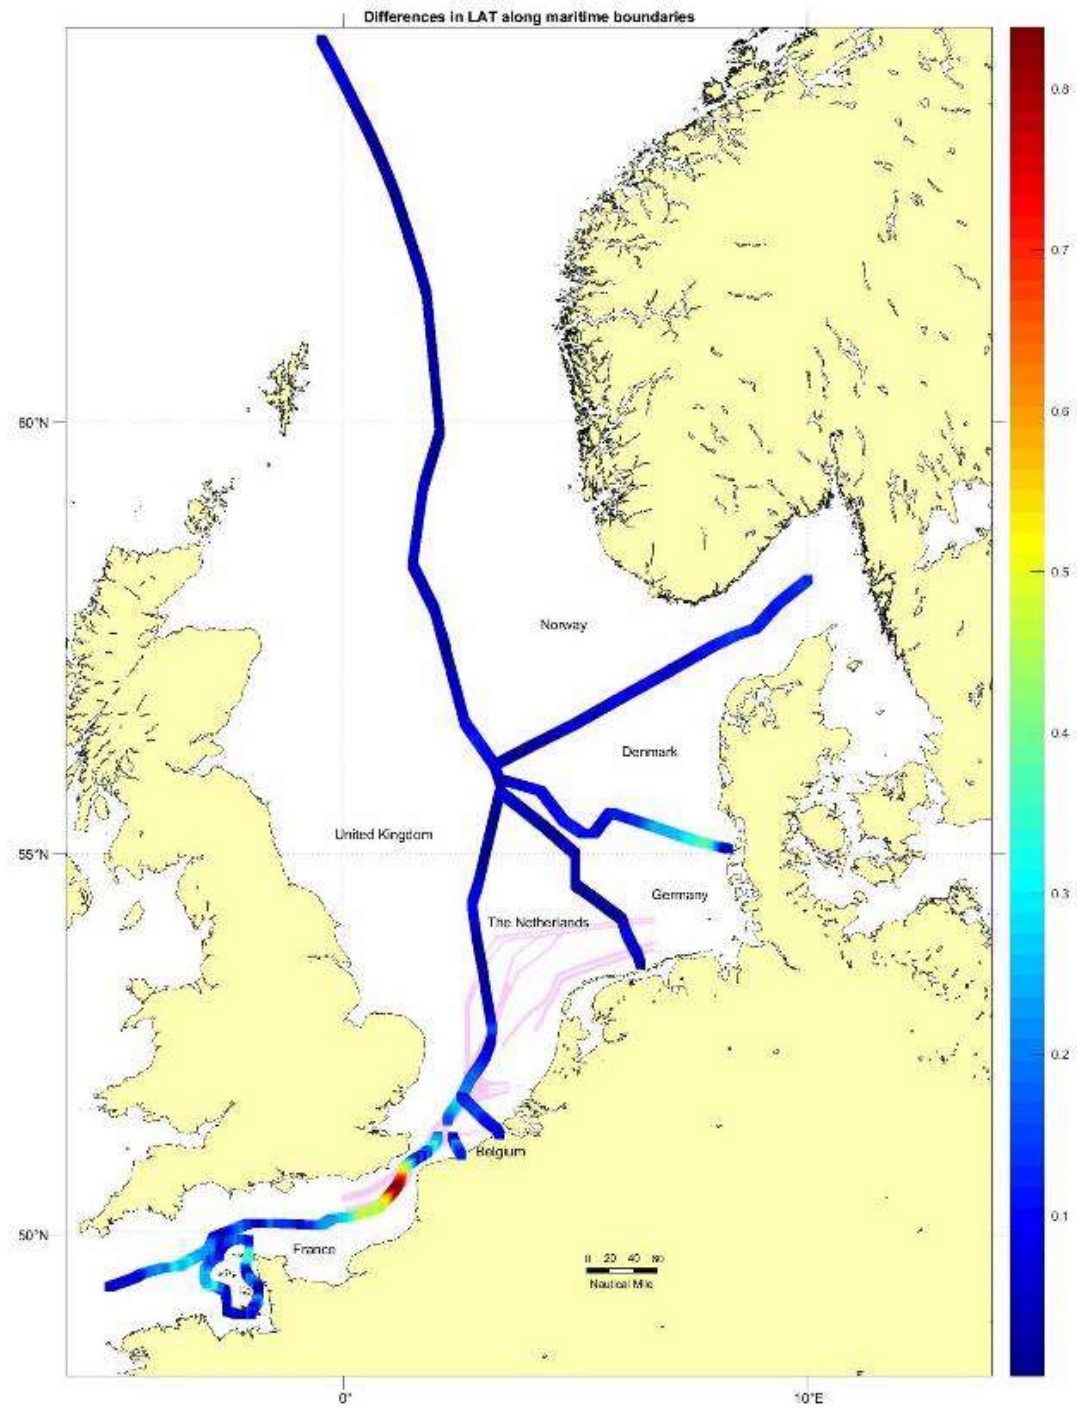 Differences in LAT along maritime boundaries
0.8
0.7
0.6
60°N
0.5
Norway
0.4
Denmark
United Kingdom
55°N
0.3
Germany
The Netherlands
0.2
Belgium
0.1
50°N
France
0 20 40 60
Nautical Mile
0°
10°E